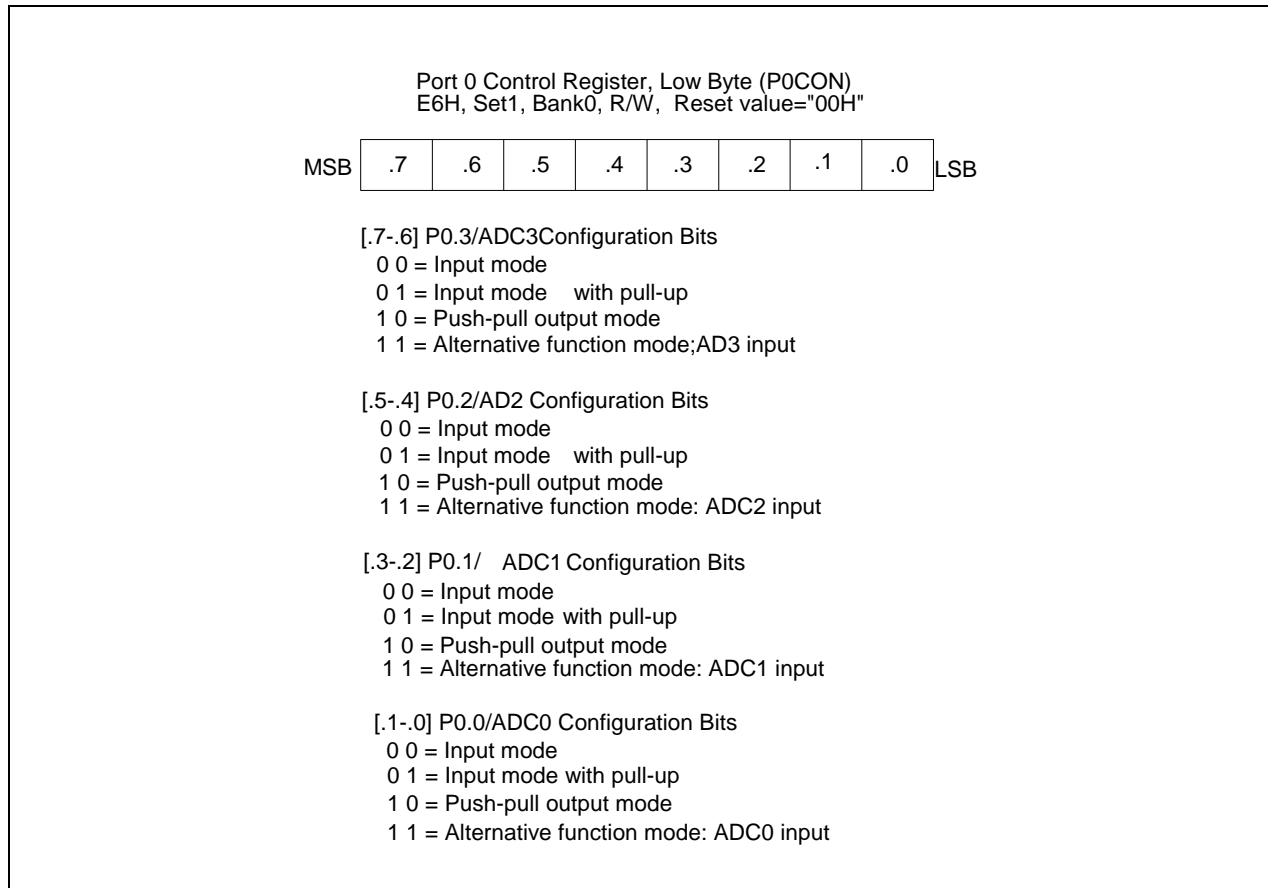 Port 0 Control Register, Low Byte (P0CON)
E6H, Set1, Bank0, R/W, Reset value="00H"
MSB .7 .6 .5 .4 .3 .2 .1 .0 LSB
[.7-.6] P0.3/ADC3Configuration Bits
0 0 = Input mode
0 1 = Input mode with pull-up
1 0 = Push-pull output mode
1 1 = Alternative function mode;AD3 input
[.5-.4] P0.2/AD2 Configuration Bits
0 0 = Input mode
0 1 = Input mode with pull-up
1 0 = Push-pull output mode
1 1 = Alternative function mode: ADC2 input
[.3-.2] P0.1/ ADC1 Configuration Bits
0 0 = Input mode
0 1 = Input mode with pull-up
1 0 = Push-pull output mode
1 1 = Alternative function mode: ADC1 input
[.1-.0] P0.0/ADC0 Configuration Bits
0 0 = Input mode
0 1 = Input mode with pull-up
1 0 = Push-pull output mode
1 1 = Alternative function mode: ADC0 input